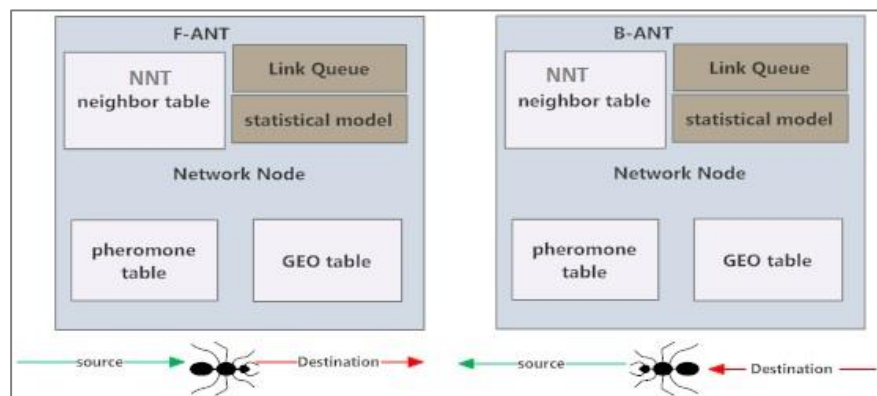 F-ANT
NNT
neighbor table
Link Queue
statistical model
Network Node
pheromone
table
GEO table
source
Destination
B-ANT
NNT
neighbor table
Link Queue
statistical model
Network Node
pheromone
table
GEO table
source
Destination